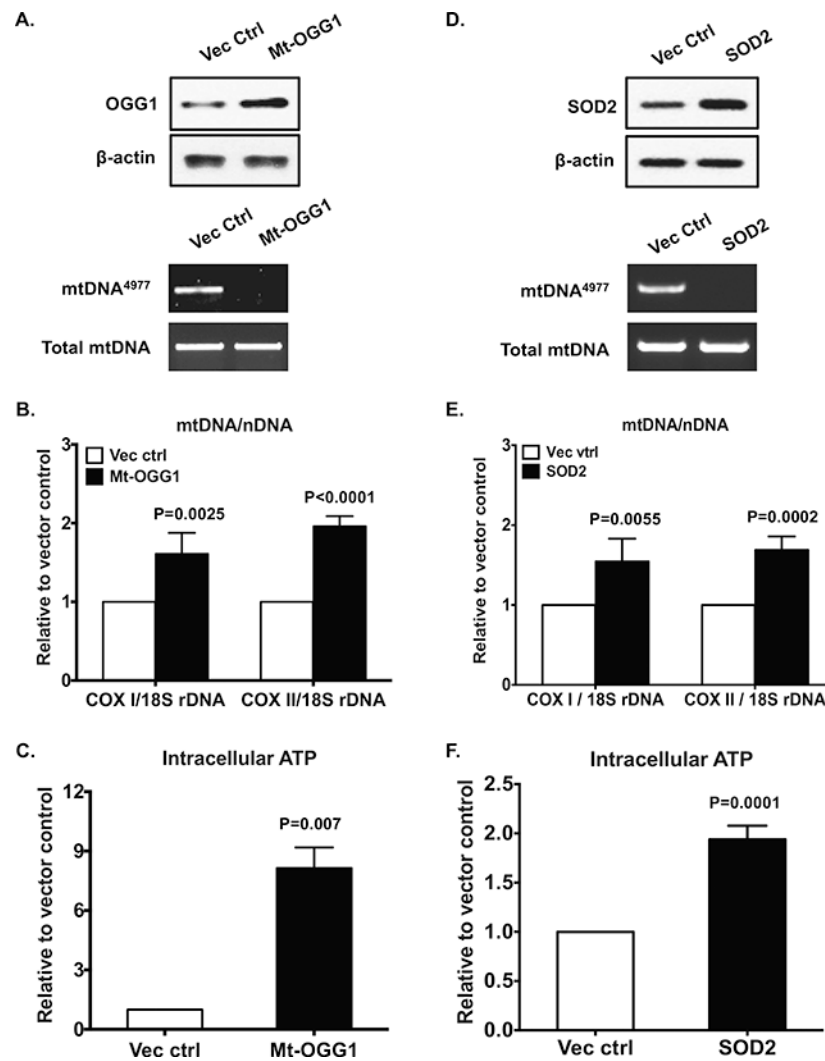 A.
Vec Ctrl Mt-OGG1
OGG1
β-actin
Vec Ctrl Mt-OGG1
mtDNA⁴⁹⁷⁷
Total mtDNA
B.
mtDNA/nDNA
Relative to vector control
3
2
1
0
Vec ctrl
Mt-OGG1
P=0.0025
P<0.0001
COX I/18S rDNA COX II/18S rDNA
C.
Intracellular ATP
Relative to vector control
12
9
6
3
0
P=0.007
Vec ctrl Mt-OGG1
D.
Vec Ctrl SOD2
SOD2
β-actin
Vec Ctrl SOD2
mtDNA⁴⁹⁷⁷
Total mtDNA
E.
mtDNA/nDNA
Relative to vector control
3
2
1
0
Vec vtrl
SOD2
P=0.0055
P=0.0002
COX I / 18S rDNA COX II / 18S rDNA
F.
Intracellular ATP
Relative to vector control
2.5
2.0
1.5
1.0
0.5
0.0
P=0.0001
Vec ctrl SOD2